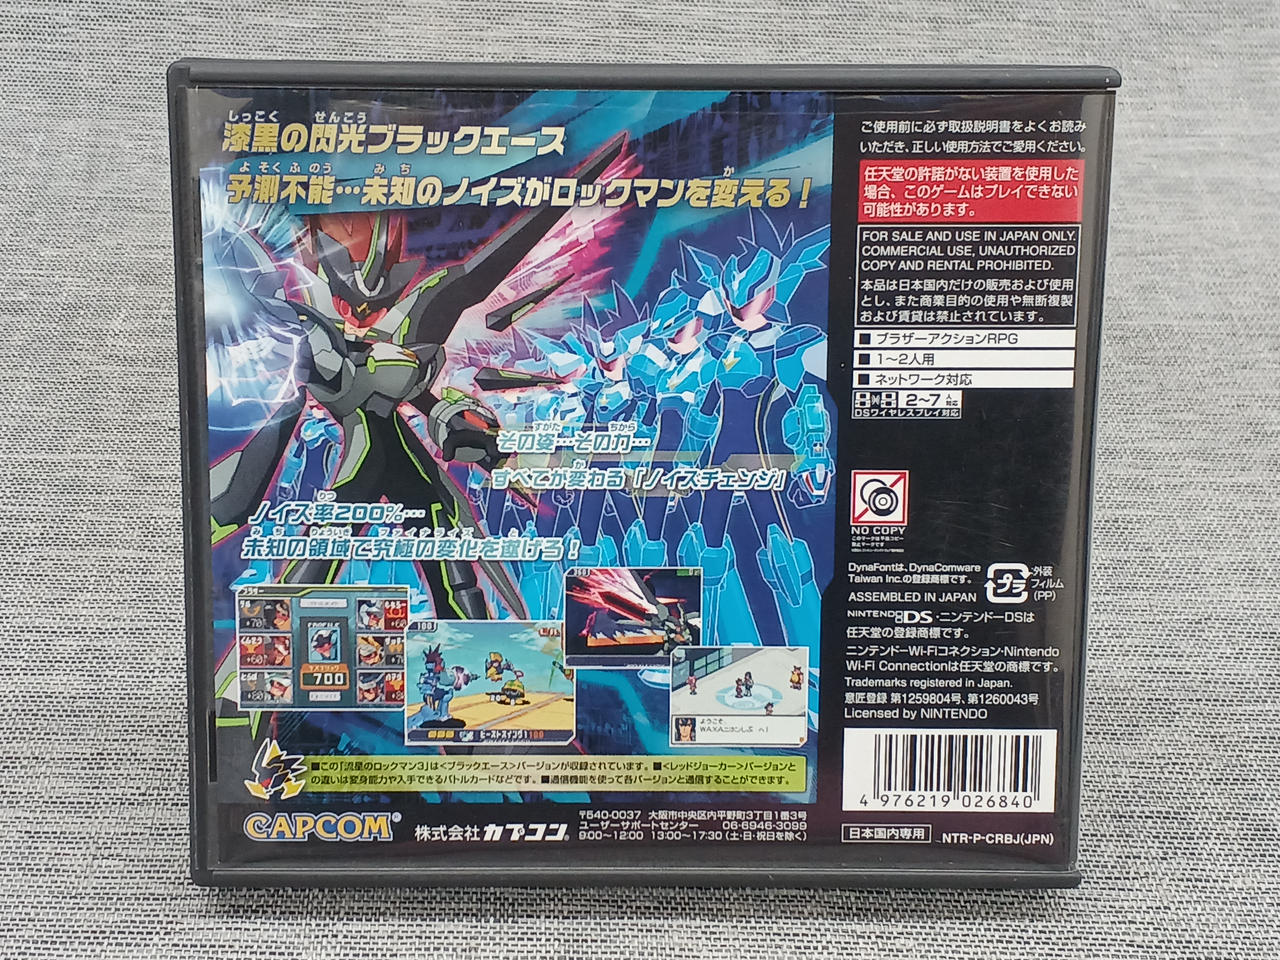 漆黒の閃光ブラックエース
予測不能…未知のノイズがロックマンを変える！
その姿…その力…
すべてが変わる「ノイズチェンジ」
ノイズ率200%…
未知の領域で究極の変化を遂げろ！
700
100
ビーストスイング1 100
ようこそ、
WAXAニホンしぶ へ！
■この「流星のロックマン3」は<ブラックエース>バージョンが収録されています。■<レッドジョーカー>バージョンと
の違いは変身能力や入手できるバトルカードなどです。■通信機能を使って各バージョンと通信することができます。
CAPCOM
株式会社カプコン
〒540-0037 大阪市中央区内平野町3丁目1番3号
ユーザーサポートセンター 06-6946-3099
9:00〜12:00 13:00〜17:30（土・日・祝日を除く）
ご使用前に必ず取扱説明書をよくお読み
いただき、正しい使用方法でご愛用ください。
任天堂の許諾がない装置を使用した
場合、このゲームはプレイできない
可能性があります。
FOR SALE AND USE IN JAPAN ONLY.
COMMERCIAL USE, UNAUTHORIZED
COPY AND RENTAL PROHIBITED.
本品は日本国内だけの販売および使用
とし、また商業目的の使用や無断複製
および賃貸は禁止されています。
■ ブラザーアクションRPG
■ 1〜2人用
■ ネットワーク対応
2〜7人対応
DSワイヤレスプレイ対応
NO COPY
DynaFontは、DynaComware
Taiwan Inc.の登録商標です。
ASSEMBLED IN JAPAN
プラ
外装
フィルム
(PP)
NINTENDO DS・ニンテンドーDSは
任天堂の登録商標です。
ニンテンドーWi-Fiコネクション・Nintendo
Wi-Fi Connectionは任天堂の商標です。
Trademarks registered in Japan.
意匠登録 第1259804号、第1260043号
Licensed by NINTENDO
4 976219 026840
日本国内専用
NTR-P-CRBJ(JPN)